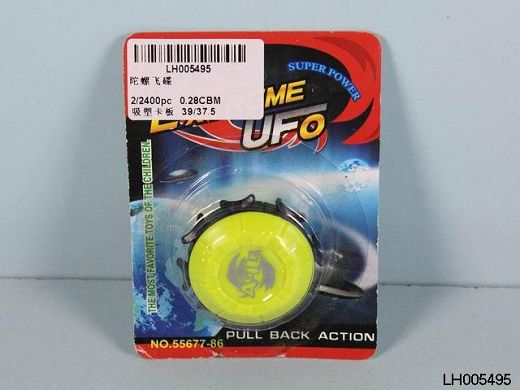 LH005495
陀螺飞碟
2/2400pc 0.28CBM
吸塑卡板 39/37.5
SUPER POWER
UFO
THE MOST FAVORITE TOYS OF THE CHILDREN.
NO.55677-86
PULL BACK ACTION
LH005495